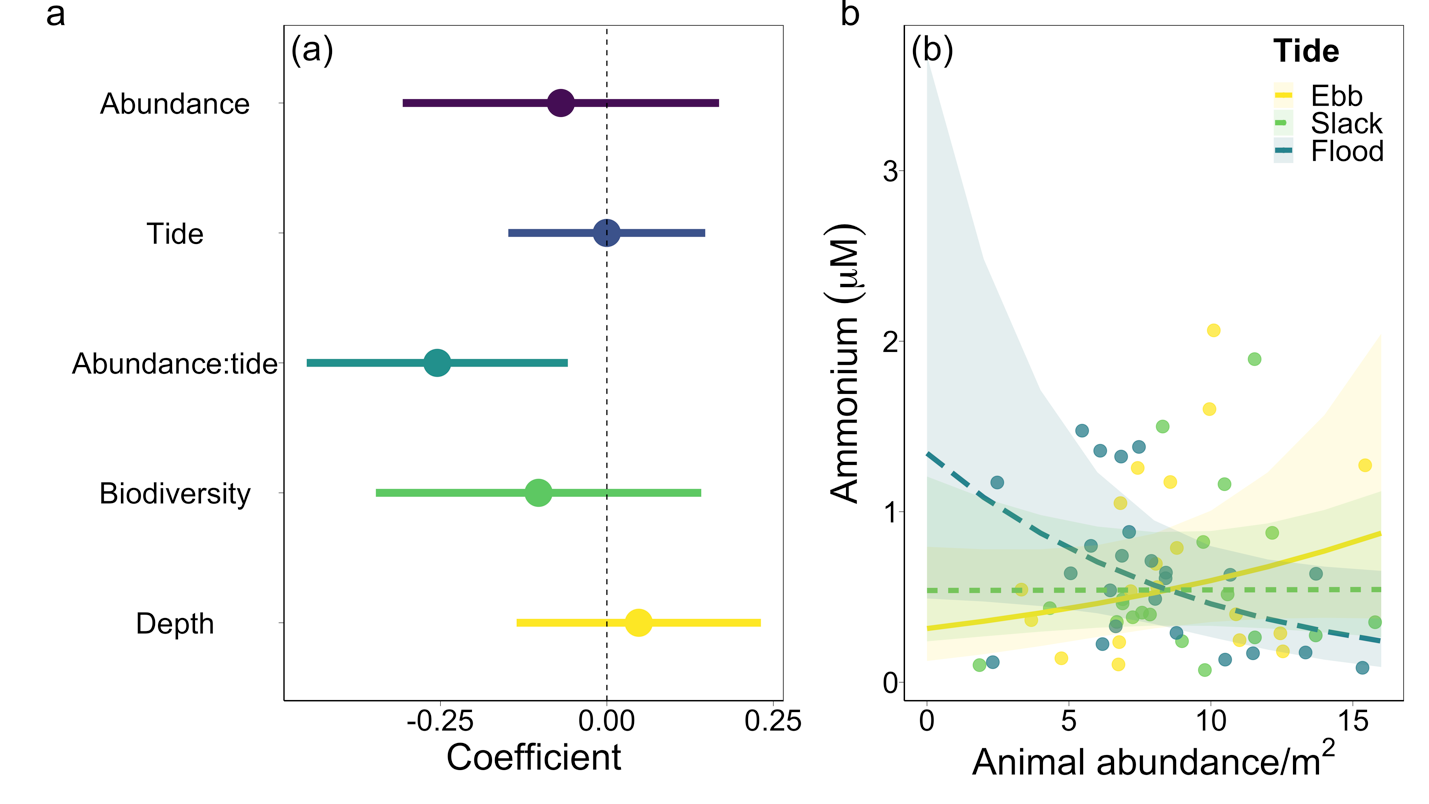 a
(a)
Abundance
Tide
Abundance:tide
Biodiversity
Depth
-0.25 0.00 0.25
Coefficient
b
(b)
Tide
Ebb
Slack
Flood
3
2
1
0
Ammonium (μM)
0 5 10 15
Animal abundance/m²